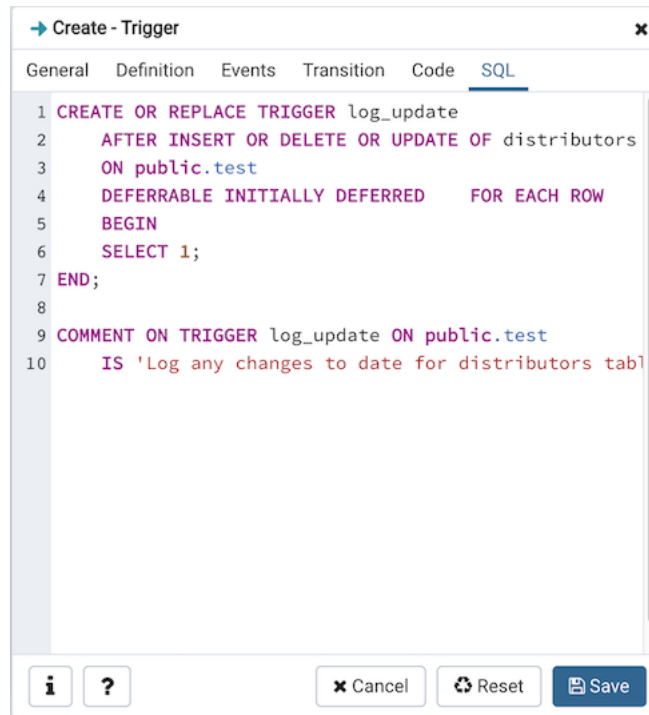 Create - Trigger
General Definition Events Transition Code SQL
1 CREATE OR REPLACE TRIGGER log_update
2 AFTER INSERT OR DELETE OR UPDATE OF distributors
3 ON public.test
4 DEFERRABLE INITIALLY DEFERRED FOR EACH ROW
5 BEGIN
6 SELECT 1;
7 END;
8
9 COMMENT ON TRIGGER log_update ON public.test
10 IS 'Log any changes to date for distributors tabl
i ? Cancel Reset Save